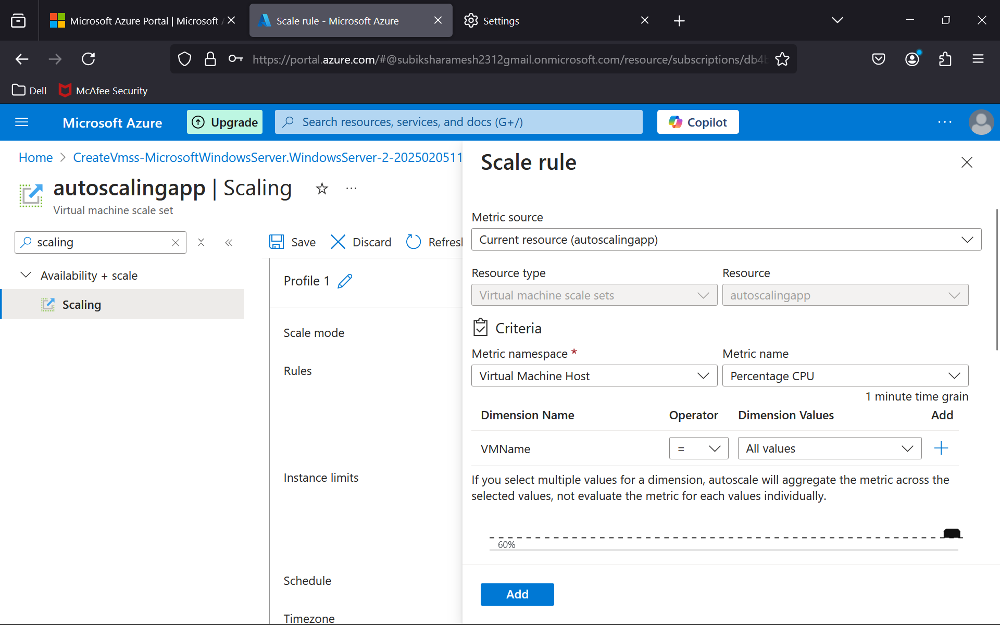 Microsoft Azure Portal | Microsoft
Scale rule - Microsoft Azure
Settings
https://portal.azure.com/#@subiksharamesh2312gmail.onmicrosoft.com/resource/subscriptions/db4b
Dell
McAfee Security
Microsoft Azure
Upgrade
Search resources, services, and docs (G+/)
Copilot
Home > CreateVmss-MicrosoftWindowsServer.WindowsServer-2-2025020511
autoscalingapp | Scaling
Virtual machine scale set
scaling
Save
Discard
Refresh
Availability + scale
Scaling
Profile 1
Scale mode
Rules
Instance limits
Schedule
Timezone
Scale rule
Metric source
Current resource (autoscalingapp)
Resource type
Resource
Virtual machine scale sets
autoscalingapp
Criteria
Metric namespace *
Metric name
Virtual Machine Host
Percentage CPU
1 minute time grain
Dimension Name
Operator
Dimension Values
Add
VMName
=
All values
If you select multiple values for a dimension, autoscale will aggregate the metric across the
selected values, not evaluate the metric for each values individually.
60%
Add